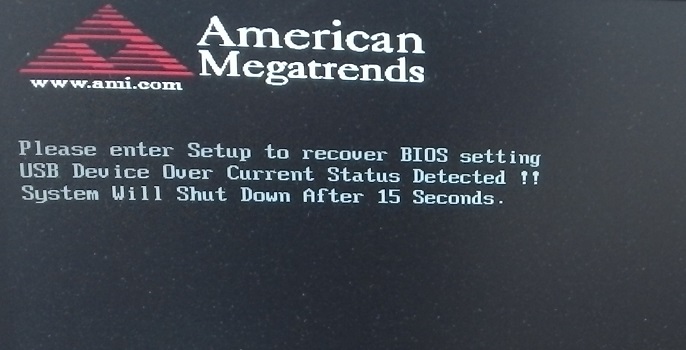 American
Megatrends
www.ami.com
Please enter Setup to recover BIOS setting
USB Device Over Current Status Detected !!
System Will Shut Down After 15 Seconds.